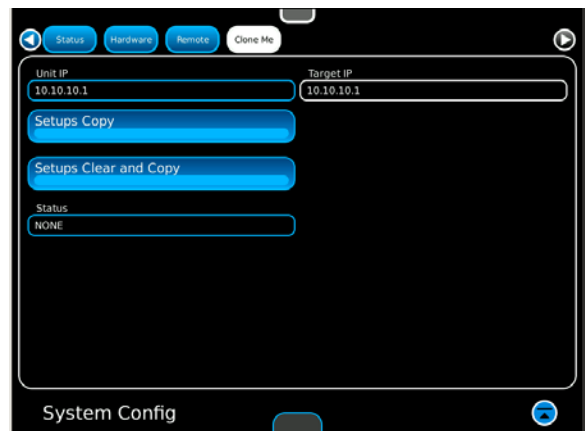 Status Hardware Remote Clone Me
Unit IP Target IP
10.10.10.1 10.10.10.1
Setups Copy
Setups Clear and Copy
Status
NONE
System Config